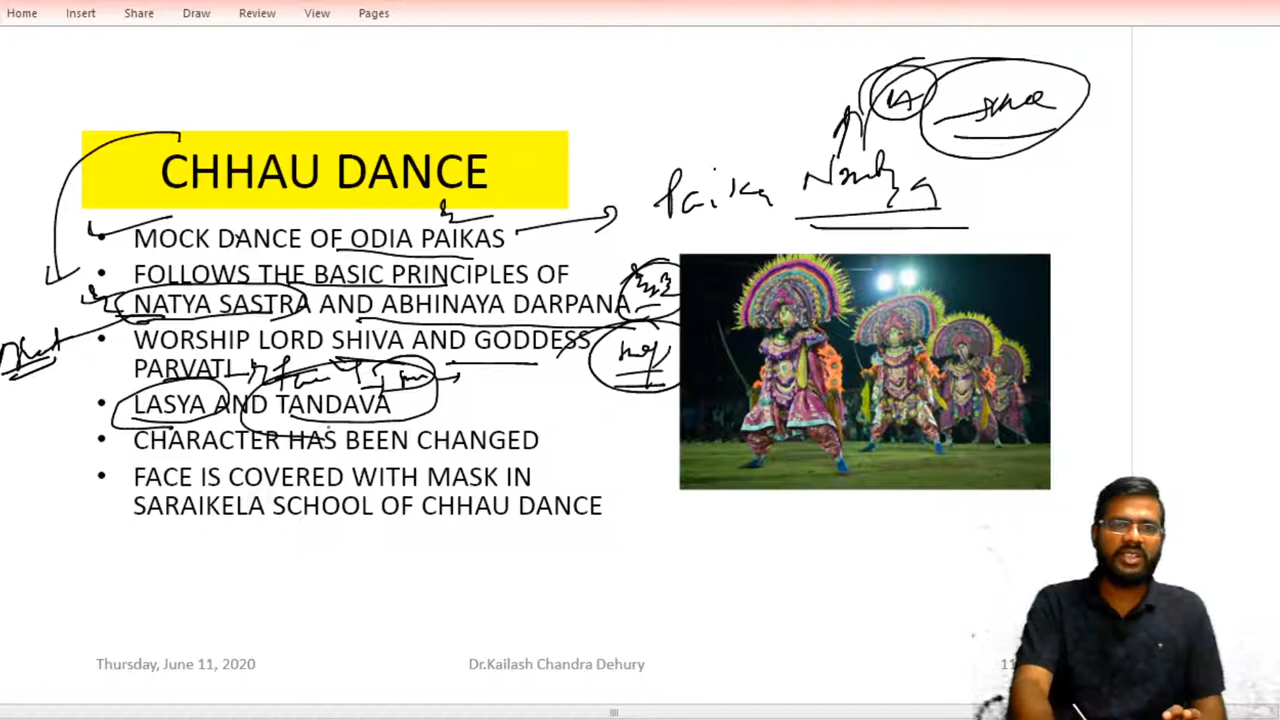 Home Insert Share Draw Review View Pages
CHHAU DANCE
Paika
• MOCK DANCE OF ODIA PAIKAS
• FOLLOWS THE BASIC PRINCIPLES OF
NATYA SASTRA AND ABHINAYA DARPANA
• WORSHIP LORD SHIVA AND GODDESS
PARVATI
• LASYA AND TANDAVA
• CHARACTER HAS BEEN CHANGED
• FACE IS COVERED WITH MASK IN
SARAIKELA SCHOOL OF CHHAU DANCE
Thursday, June 11, 2020 Dr.Kailash Chandra Dehury 11